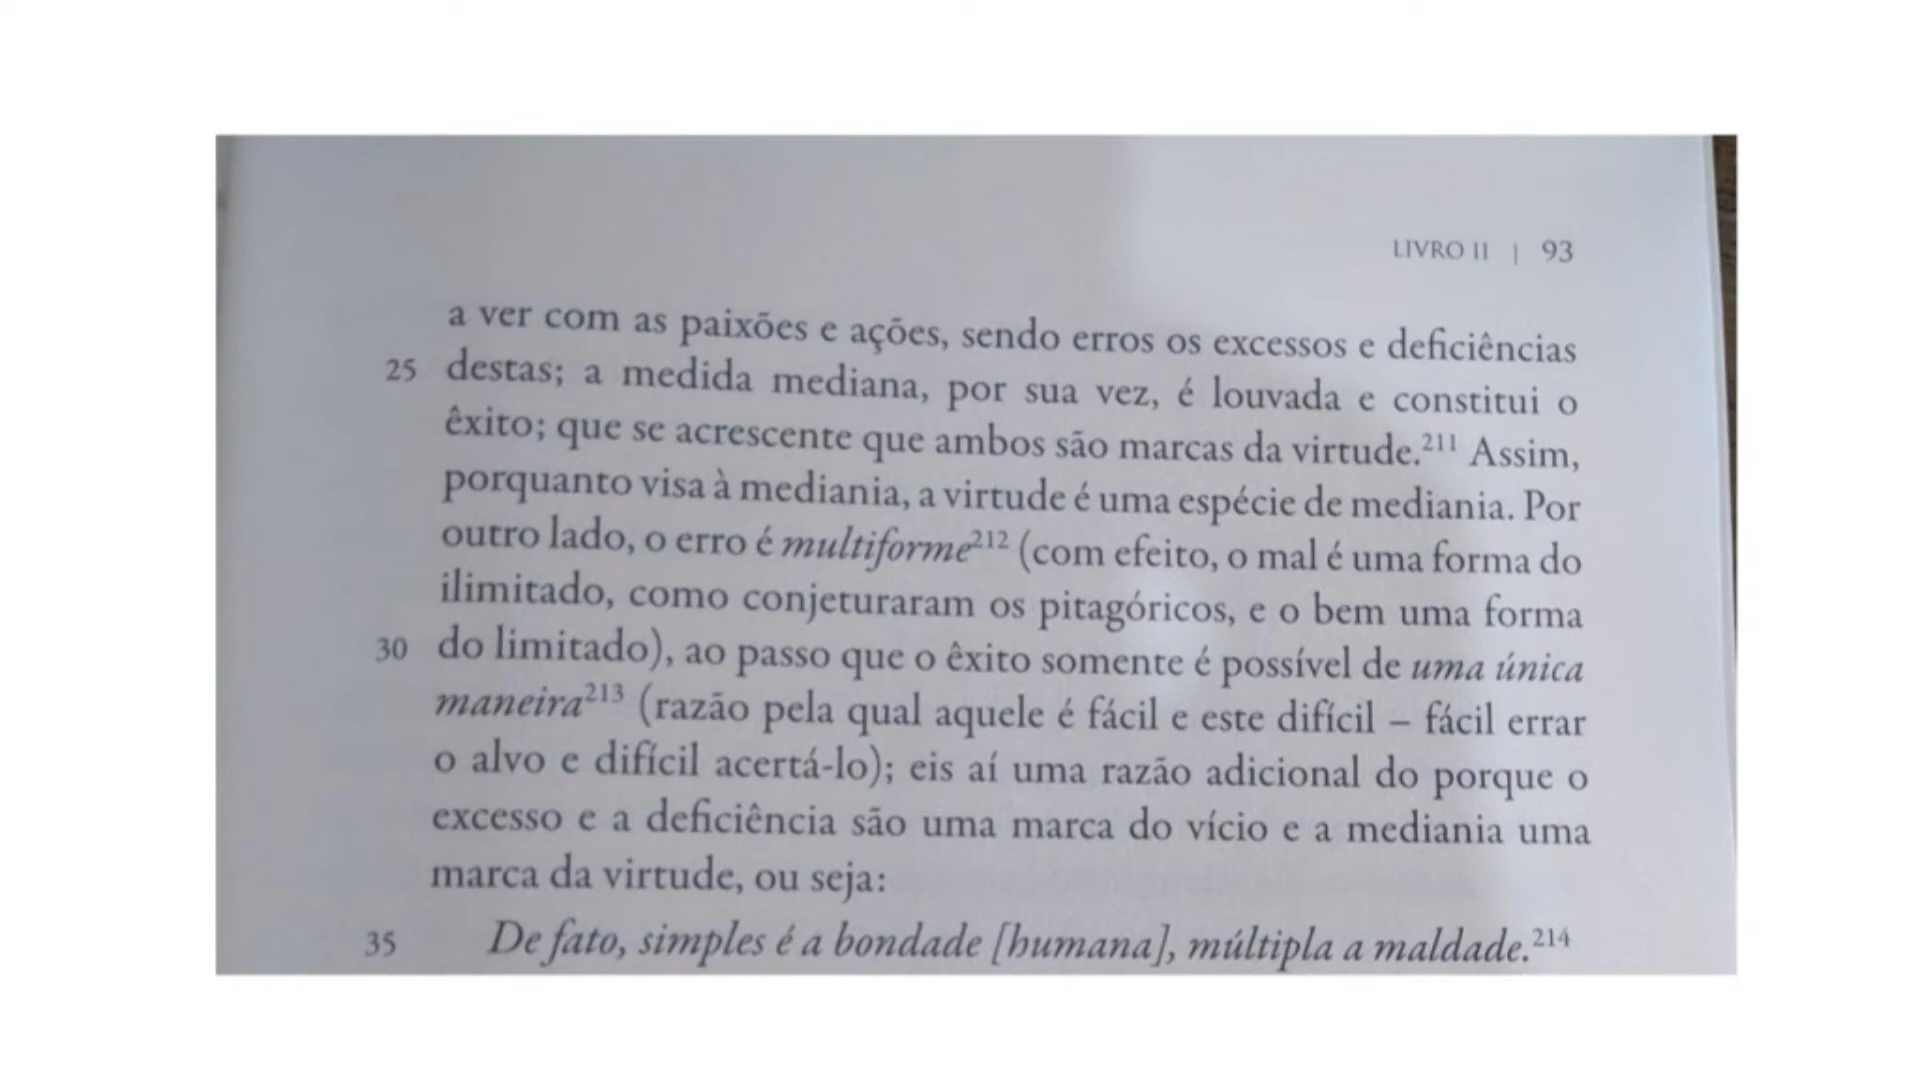 LIVRO II | 93
a ver com as paixões e ações, sendo erros os excessos e deficiências
25 destas; a medida mediana, por sua vez, é louvada e constitui o
êxito; que se acrescente que ambos são marcas da virtude.211 Assim,
porquanto visa à mediania, a virtude é uma espécie de mediania. Por
outro lado, o erro é multiforme212 (com efeito, o mal é uma forma do
ilimitado, como conjeturaram os pitagóricos, e o bem uma forma
30 do limitado), ao passo que o êxito somente é possível de uma única
maneira213 (razão pela qual aquele é fácil e este difícil – fácil errar
o alvo e difícil acertá-lo); eis aí uma razão adicional do porque o
excesso e a deficiência são uma marca do vício e a mediania uma
marca da virtude, ou seja:
35 De fato, simples é a bondade [humana], múltipla a maldade.214